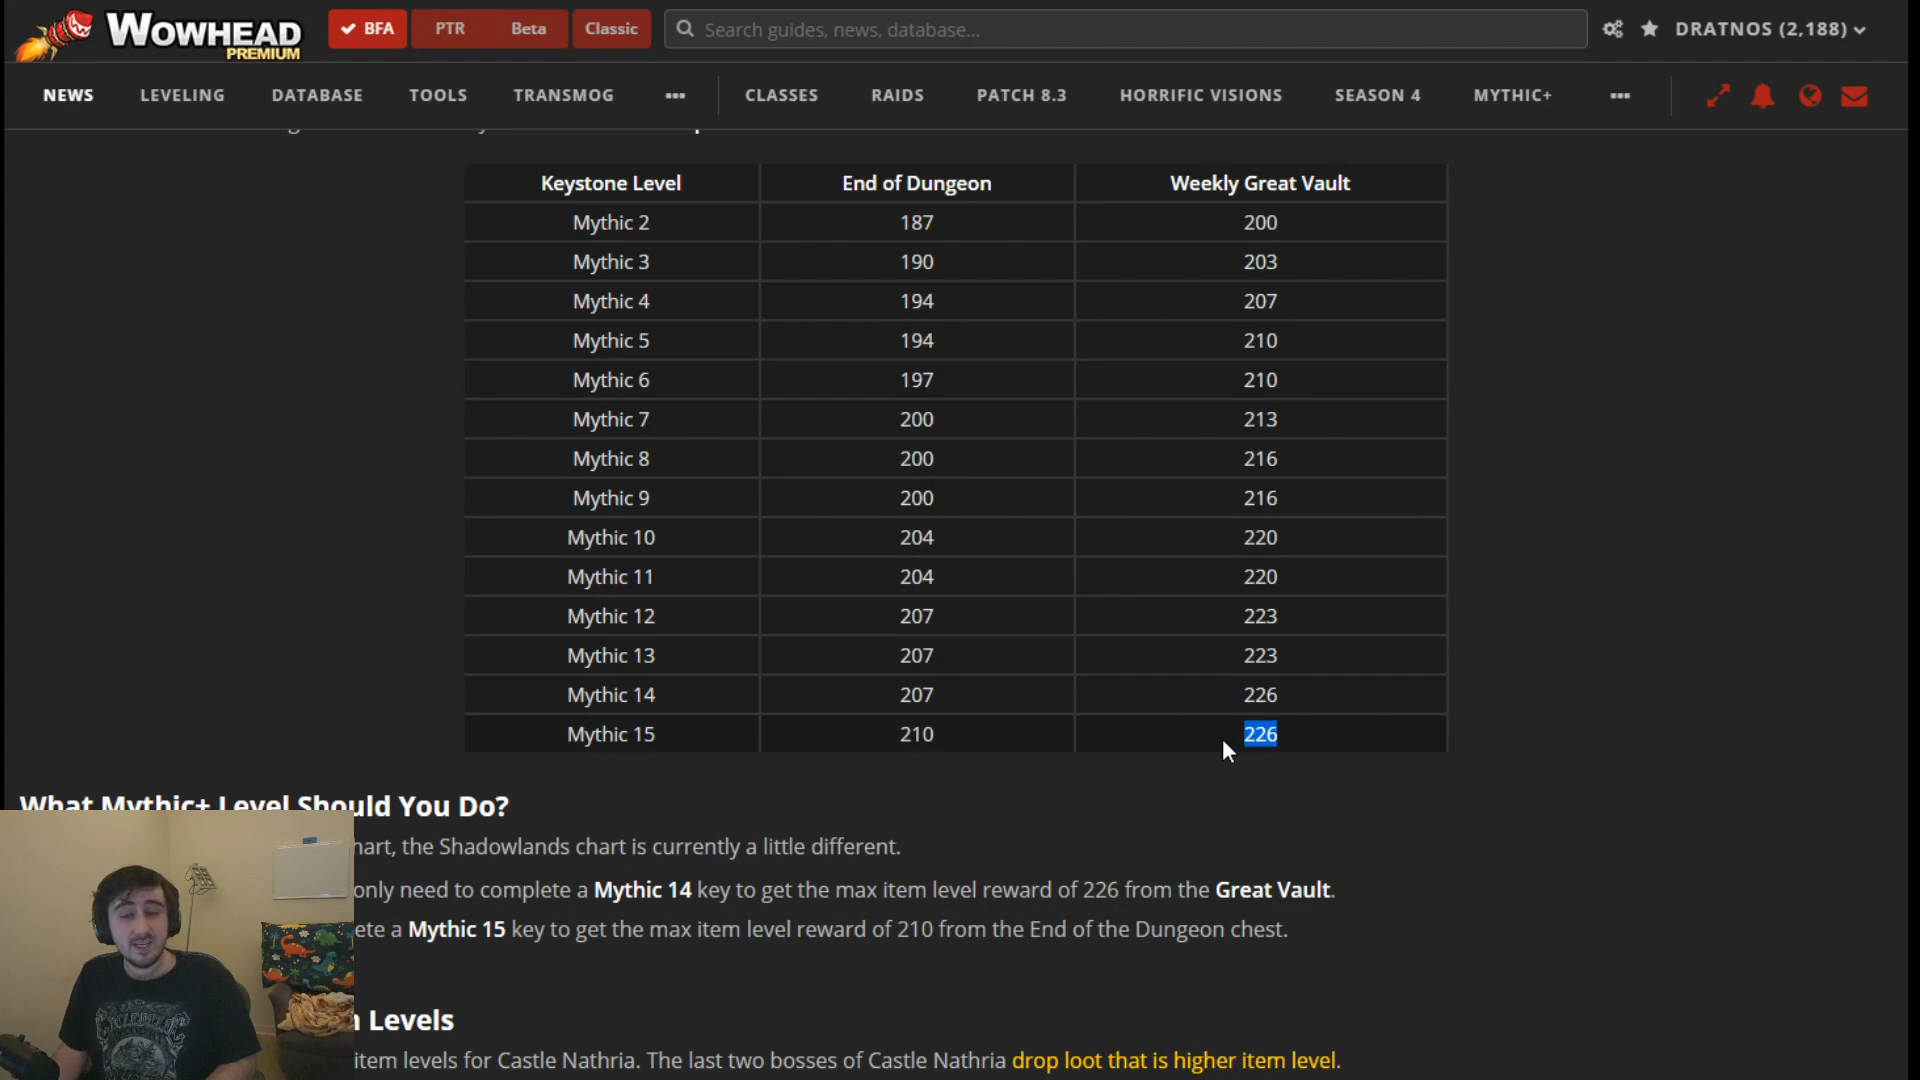 WOWHEAD
PREMIUM
BFA PTR Beta Classic
Search guides, news, database...
DRATNOS (2,188)
NEWS LEVELING DATABASE TOOLS TRANSMOG ••• CLASSES RAIDS PATCH 8.3 HORRIFIC VISIONS SEASON 4 MYTHIC+ •••
Keystone Level End of Dungeon Weekly Great Vault
Mythic 2 187 200
Mythic 3 190 203
Mythic 4 194 207
Mythic 5 194 210
Mythic 6 197 210
Mythic 7 200 213
Mythic 8 200 216
Mythic 9 200 216
Mythic 10 204 220
Mythic 11 204 220
Mythic 12 207 223
Mythic 13 207 223
Mythic 14 207 226
Mythic 15 210 226
What Mythic+ Level Should You Do?
hart, the Shadowlands chart is currently a little different.
only need to complete a Mythic 14 key to get the max item level reward of 226 from the Great Vault.
ete a Mythic 15 key to get the max item level reward of 210 from the End of the Dungeon chest.
Levels
item levels for Castle Nathria. The last two bosses of Castle Nathria drop loot that is higher item level.